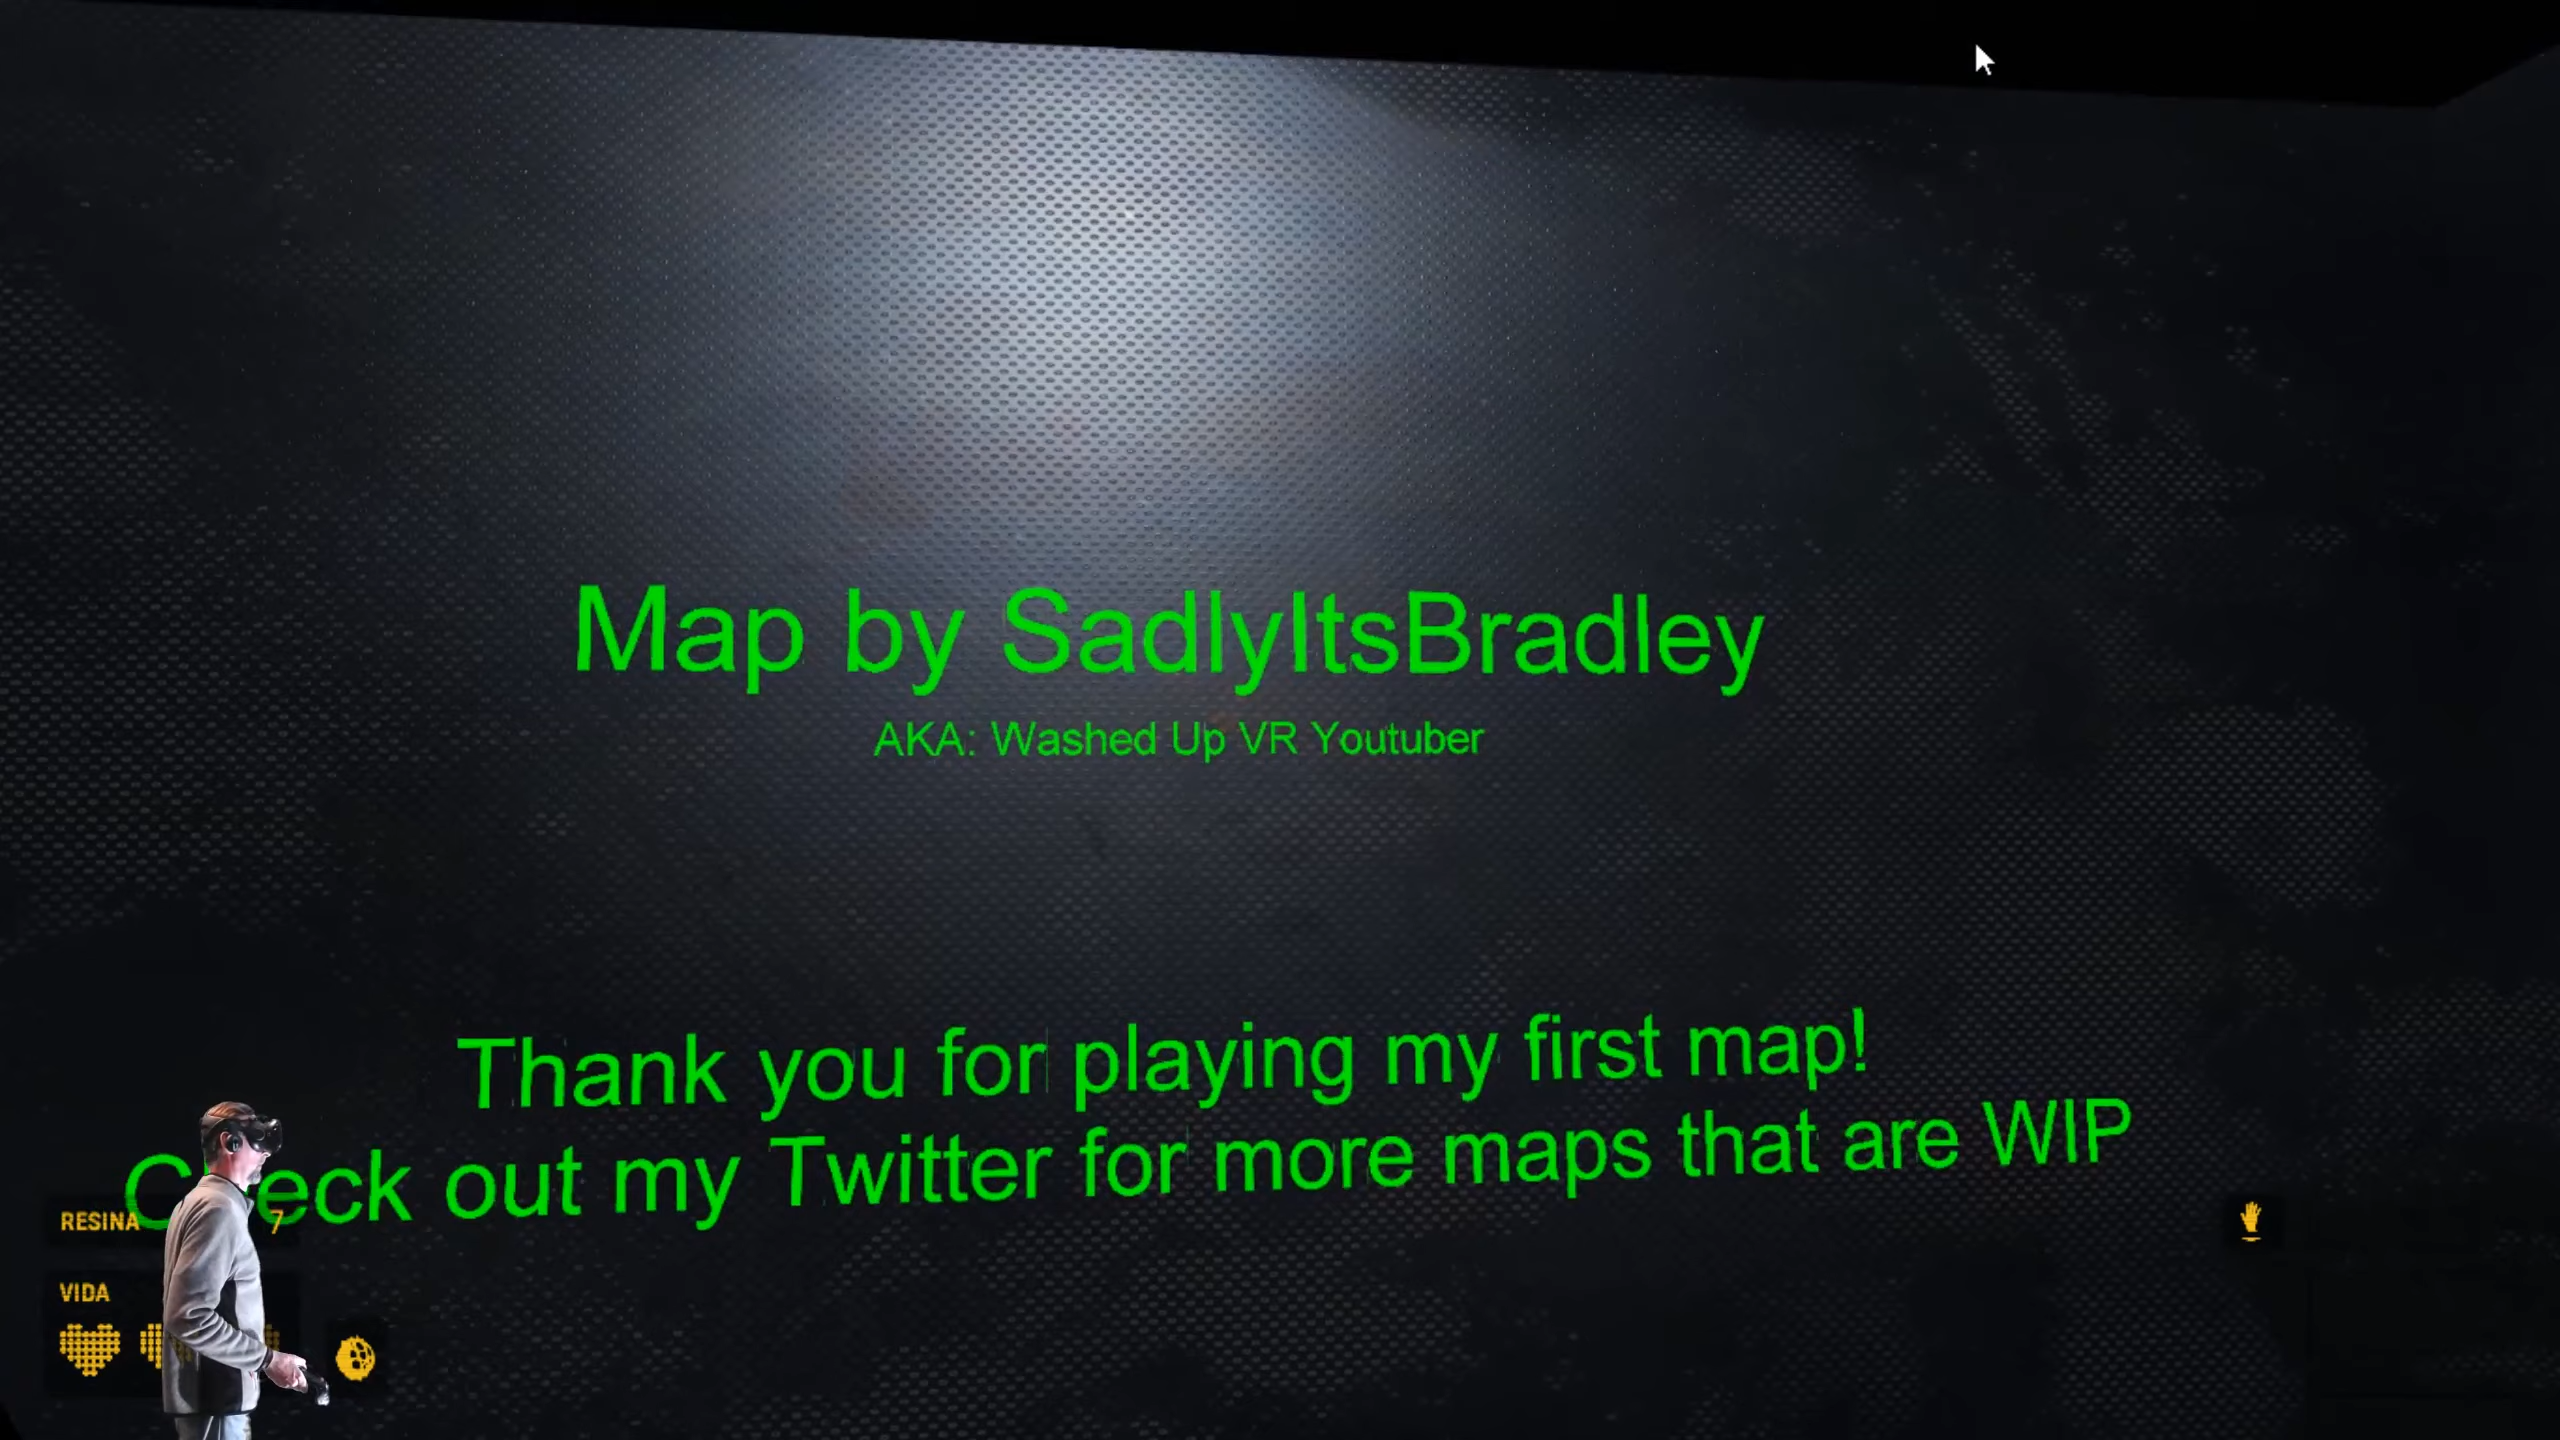 Map by SadlyItsBradley
AKA: Washed Up VR Youtuber
Thank you for playing my first map!
out my Twitter for more maps that are WIP
RESINA 7
VIDA